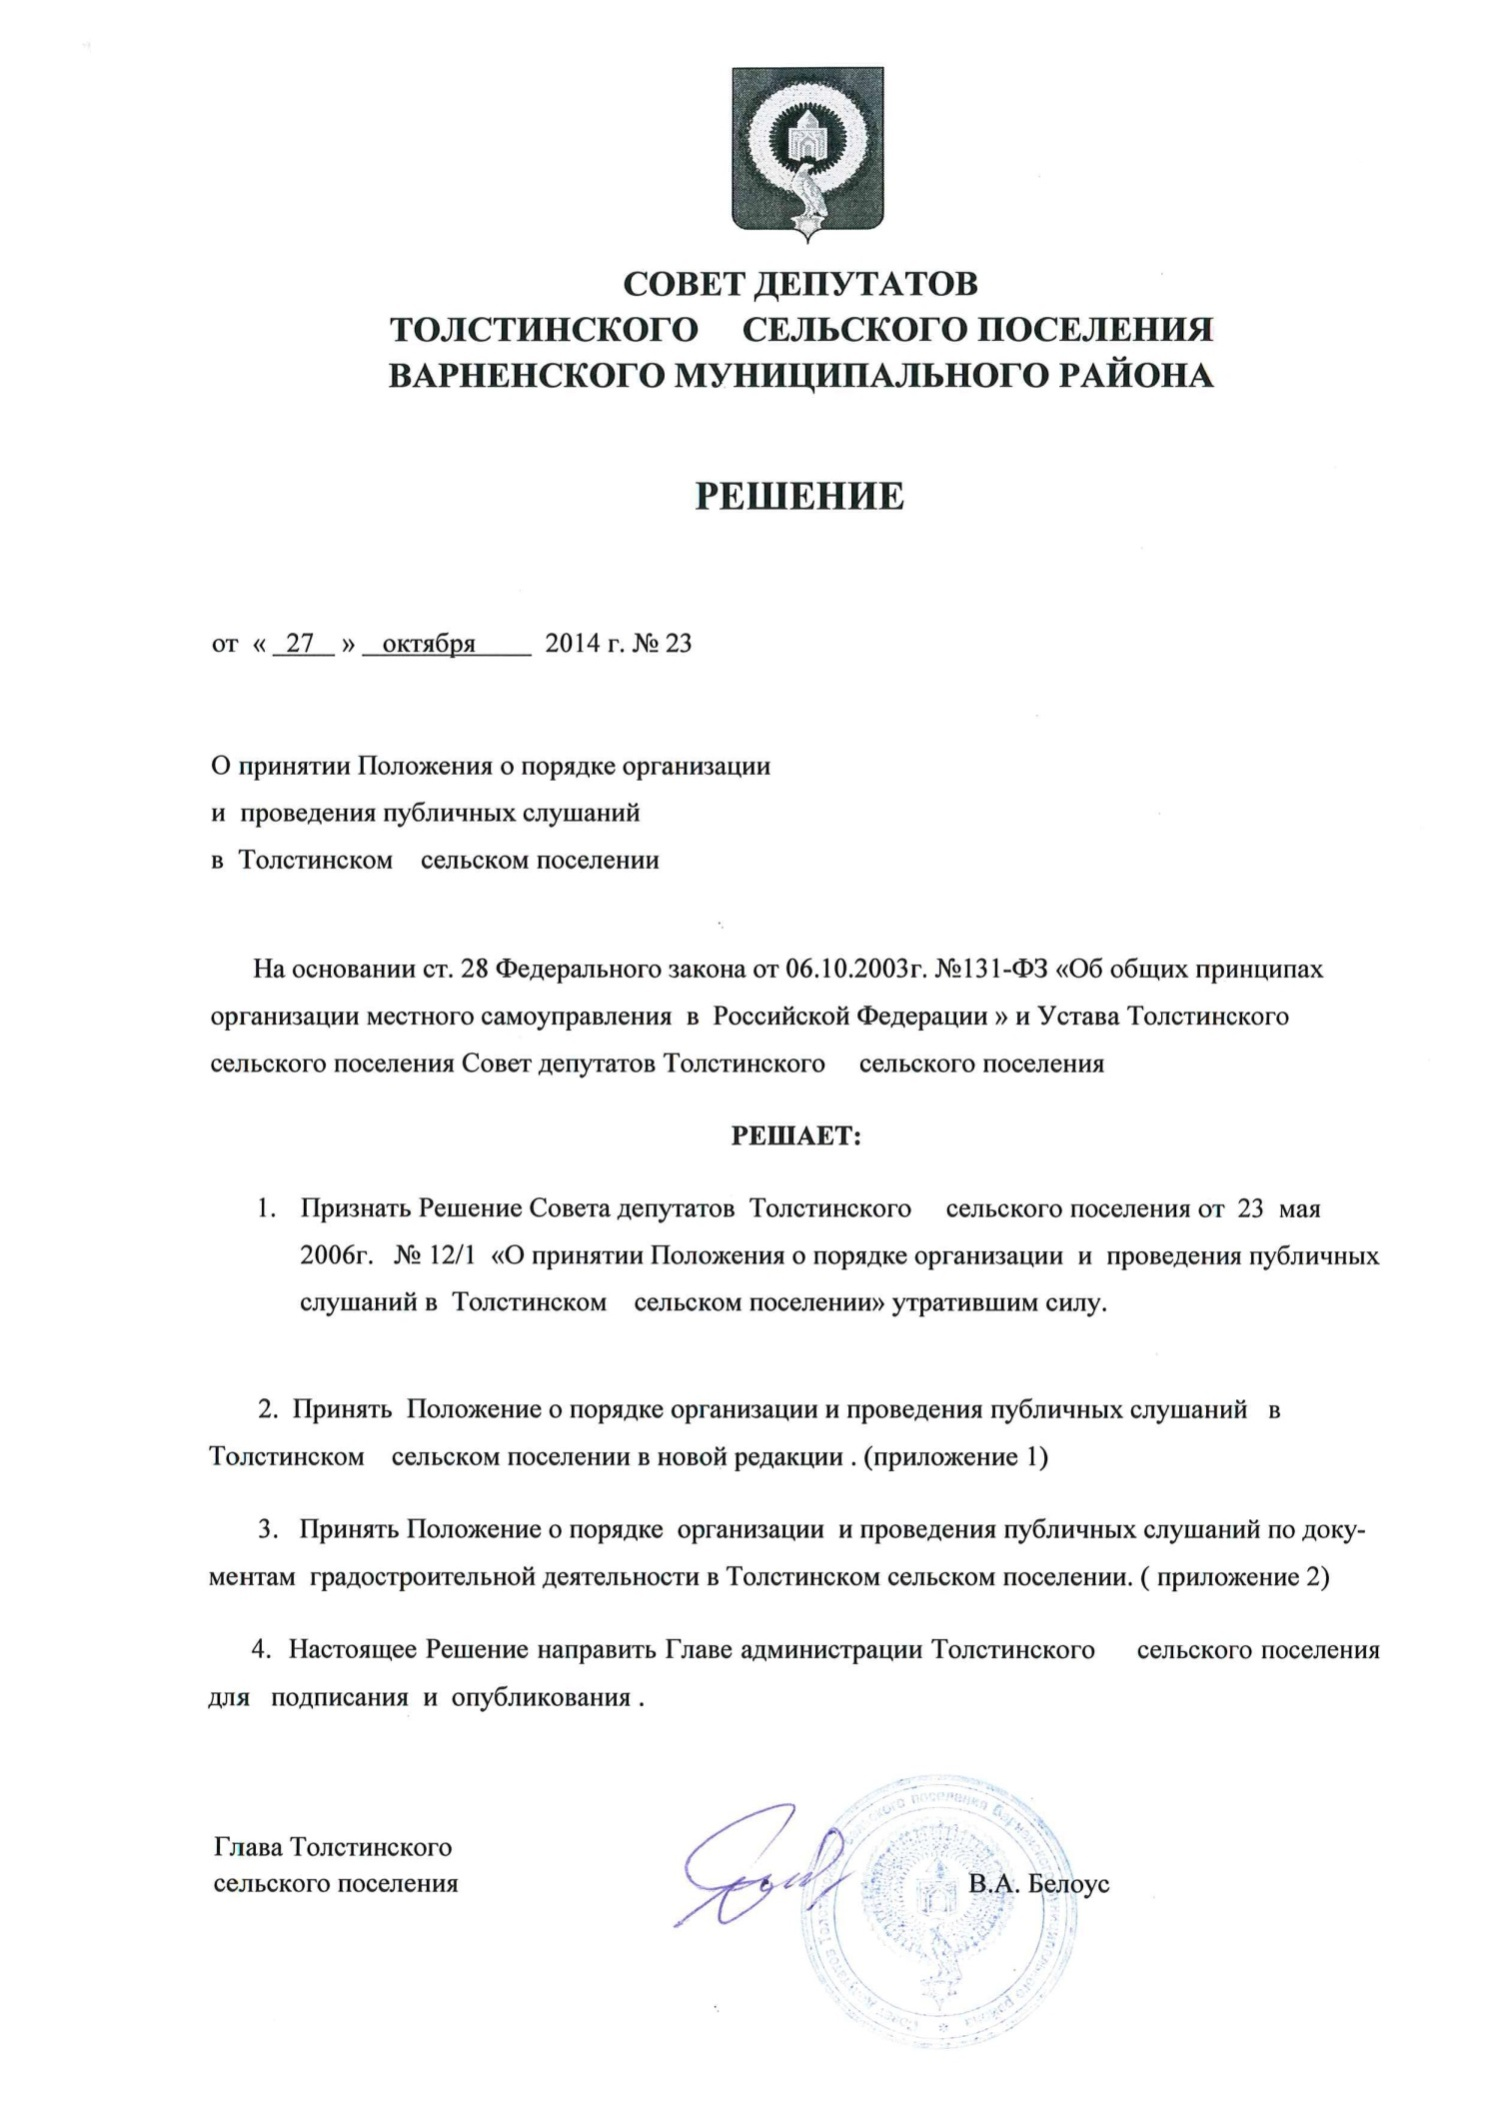 СОВЕТ ДЕПУТАТОВ
ТОЛСТИНСКОГО СЕЛЬСКОГО ПОСЕЛЕНИЯ
ВАРНЕНСКОГО МУНИЦИПАЛЬНОГО РАЙОНА
РЕШЕНИЕ
от « 27 » октября 2014 г. № 23
О принятии Положения о порядке организации
и проведения публичных слушаний
в Толстинском сельском поселении
На основании ст. 28 Федерального закона от 06.10.2003г. №131-ФЗ «Об общих принципах
организации местного самоуправления в Российской Федерации » и Устава Толстинского
сельского поселения Совет депутатов Толстинского сельского поселения
РЕШАЕТ:
1. Признать Решение Совета депутатов Толстинского сельского поселения от 23 мая
2006г. № 12/1 «О принятии Положения о порядке организации и проведения публичных
слушаний в Толстинском сельском поселении» утратившим силу.
2. Принять Положение о порядке организации и проведения публичных слушаний в
Толстинском сельском поселении в новой редакции . (приложение 1)
3. Принять Положение о порядке организации и проведения публичных слушаний по доку-
ментам градостроительной деятельности в Толстинском сельском поселении. ( приложение 2)
4. Настоящее Решение направить Главе администрации Толстинского сельского поселения
для подписания и опубликования .
Глава Толстинского
сельского поселения В.А. Белоус